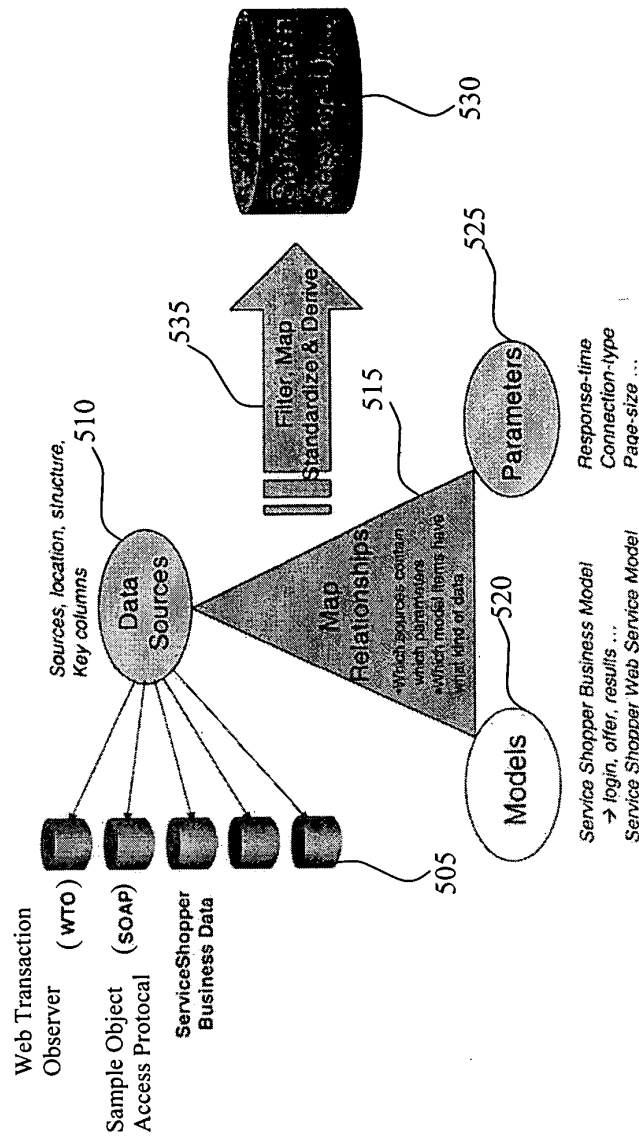 Web Transaction
Observer
(WTO)
Sample Object
Access Protocal
(SOAP)
ServiceShopper
Business Data
505
Sources, location, structure,
Key columns
510
Data
Sources
535
Filter, Map
Standardize & Derive
530
Map
Relationships
•Which sources contain
which parameters
•Which model items have
what kind of data
515
520
Models
525
Parameters
Service Shopper Business Model
→ login, offer, results ...
Service Shopper Web Service Model
Response-time
Connection-type
Page-size ...